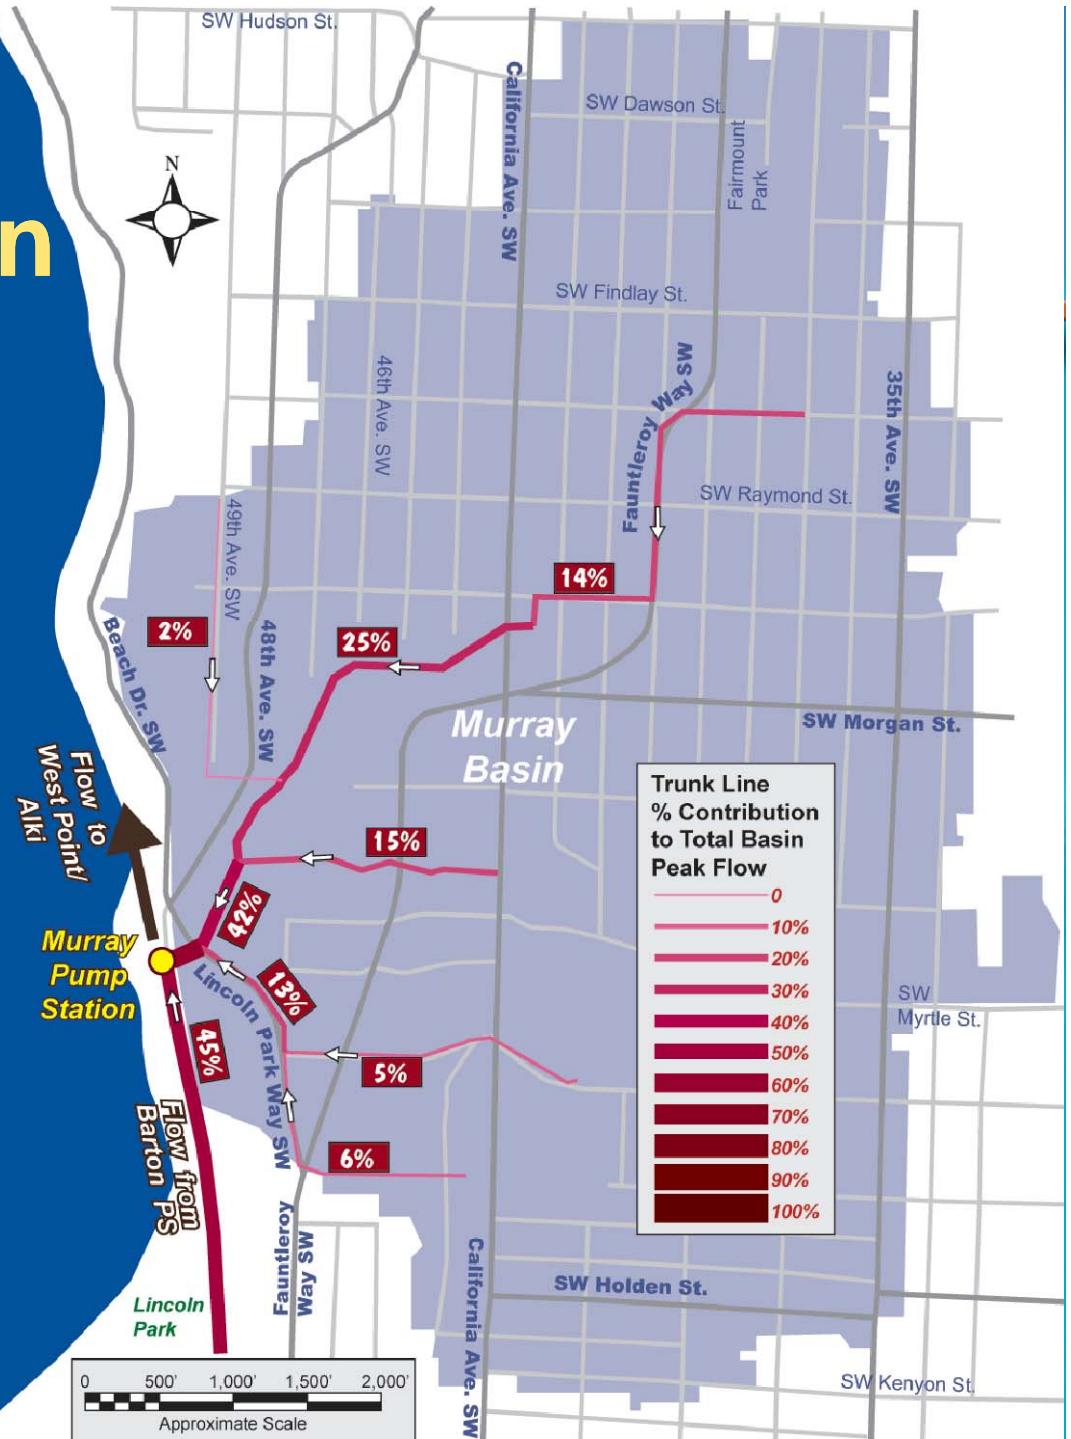 SW Hudson St.
n
N
California Ave. SW
SW Dawson St.
Fairmount
Park
SW Findlay St.
46th Ave. SW
Fauntleroy Way SW
35th Ave. SW
SW Raymond St.
49th Ave. SW
14%
2%
25%
48th Ave. SW
Beach Dr. SW
Murray
Basin
SW Morgan St.
Flow to
West Point/
Alki
Trunk Line
% Contribution
to Total Basin
Peak Flow
0
10%
20%
30%
40%
50%
60%
70%
80%
90%
100%
15%
42%
Murray
Pump
Station
13%
Lincoln Park Way SW
SW
Myrtle St.
45%
5%
Flow from
Barton PS
6%
Fauntleroy
Way SW
California Ave. SW
SW Holden St.
Lincoln
Park
SW Kenyon St.
0 500' 1,000' 1,500' 2,000'
Approximate Scale